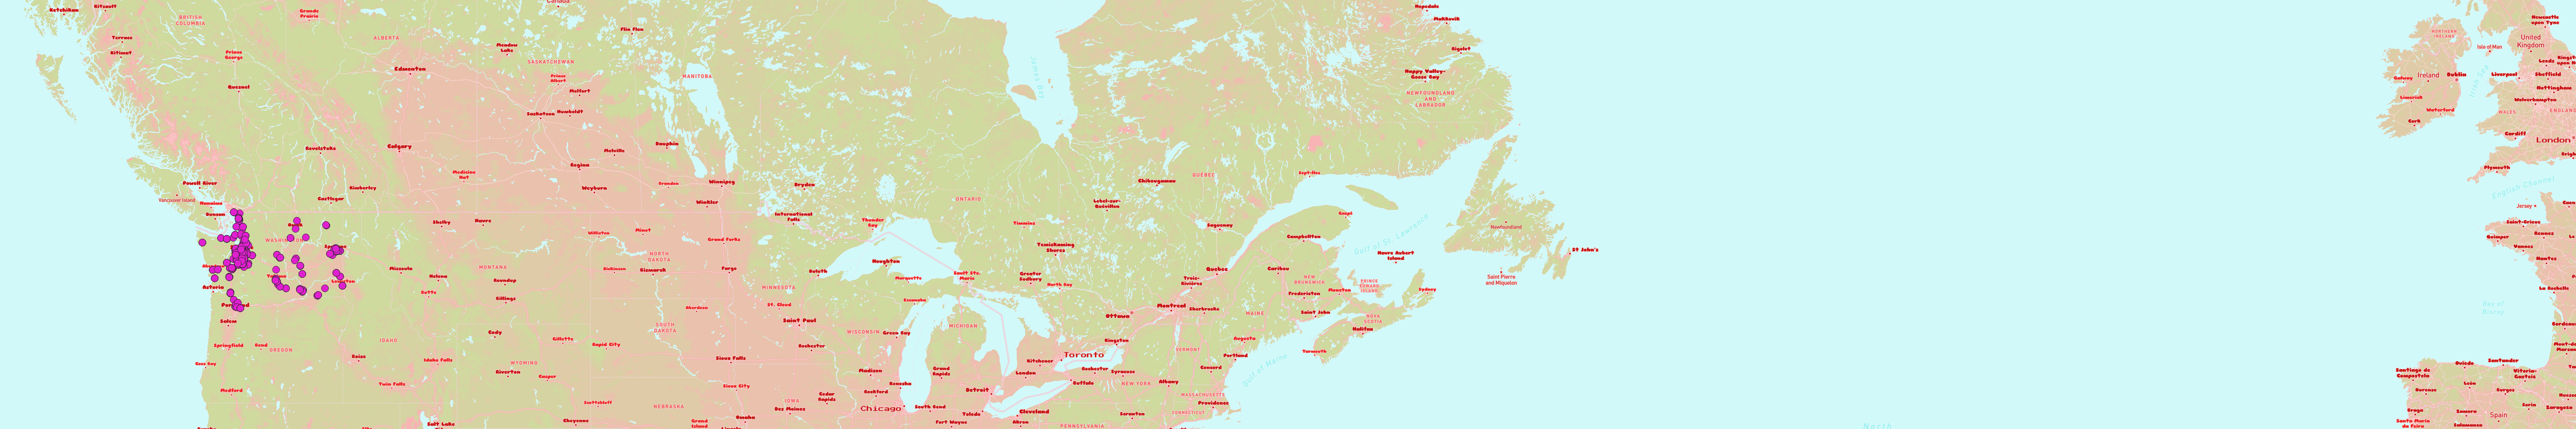 Ketchikan
Kitsault
BRITISH
COLUMBIA
Grande
Prairie
Canada
Flin Flon
Hopedale
Makkovik
Newcastle
upon Tyne
Terrace
Prince
George
Kitimat
ALBERTA
Edmonton
Meadow
Lake
SASKATCHEWAN
Prince
Albert
MANITOBA
James Bay
Rigolet
Happy Valley-
Goose Bay
NORTHERN
IRELAND
Isle of Man
United
Kingdom
Leeds
Quesnel
Melfort
Saskatoon
Humboldt
NEWFOUNDLAND
AND
LABRADOR
Galway
Ireland
Dublin
Liverpool
Sheffield
Nottingham
Limerick
Waterford
Wolverhampton
WALES
ENGLAND
Cork
Cardiff
London
Revelstoke
Calgary
Melville
Dauphin
Regina
Medicine
Hat
Weyburn
Brandon
Winnipeg
Winkler
Dryden
Chibougamau
QUEBEC
Sept-Îles
Plymouth
English Channel
Powell River
Vancouver Island
Nanaimo
Duncan
Kimberley
Castlegar
ONTARIO
Lebel-sur-
Quévillon
Gaspé
Gulf of St. Lawrence
Newfoundland
Jersey
Saint-Brieuc
Quimper
Rennes
Vannes
Nantes
Shelby
Havre
Williston
Minot
Grand Forks
International
Falls
Thunder
Bay
Timmins
Saguenay
Campbellton
Havre Aubert
Island
St John's
WASHINGTON
Temiskaming
Shores
NORTH
DAKOTA
Missoula
Helena
MONTANA
Roundup
Dickinson
Bismarck
Fargo
Duluth
Houghton
Marquette
Sault Ste.
Marie
Greater
Sudbury
North Bay
Trois-
Rivières
Quebec
Caribou
NEW
BRUNSWICK
PRINCE
EDWARD
ISLAND
Saint Pierre
and Miquelon
Astoria
Butte
Billings
MINNESOTA
Escanaba
Fredericton
Moncton
Sydney
La Rochelle
Salem
Aberdeen
St. Cloud
Saint Paul
Montreal
Sherbrooke
Ottawa
MAINE
Saint John
NOVA
SCOTIA
Halifax
Bay of
Biscay
Springfield
Bend
OREGON
IDAHO
Cody
Gillette
Rapid City
SOUTH
DAKOTA
WISCONSIN
Green Bay
MICHIGAN
Kingston
Augusta
Yarmouth
Boise
Idaho Falls
WYOMING
Sioux Falls
Rochester
Toronto
Kitchener
VERMONT
Portland
Gulf of Maine
Coos Bay
Medford
Twin Falls
Riverton
Casper
Sioux City
Madison
Kenosha
Grand
Rapids
London
Rochester
Syracuse
Buffalo
NEW YORK
Albany
Concord
Santiago de
Compostela
Oviedo
Santander
Vitoria-
Gasteiz
Scottsbluff
NEBRASKA
IOWA
Cedar
Rapids
Rockford
Detroit
MASSACHUSETTS
Providence
CONNECTICUT
Ourense
León
Burgos
Soria
Salt Lake
Cheyenne
Grand
Island
Omaha
Des Moines
Chicago
South Bend
Toledo
Cleveland
Fort Wayne
Akron
Scranton
PENNSYLVANIA
North
Braga
Zamora
Spain
Zaragoza
Santa Maria
da Feira
Salamanca